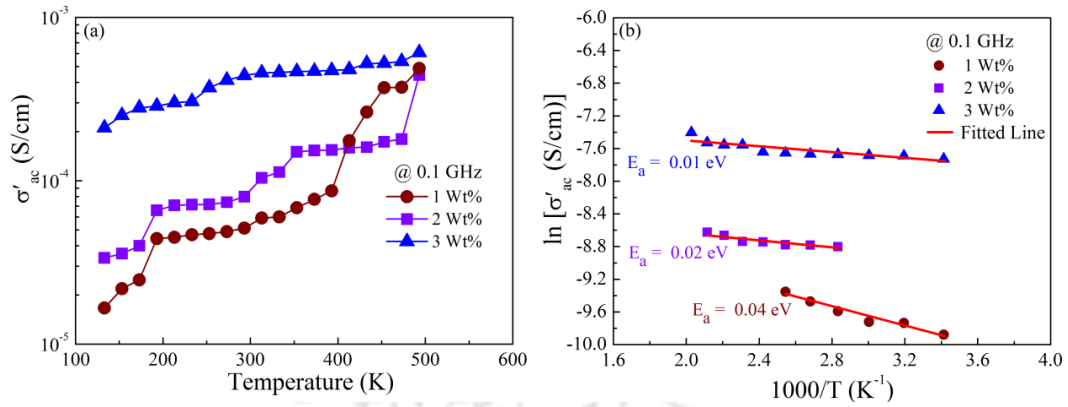 (a)
10⁻³
10⁻⁴
10⁻⁵
σ′ac (S/cm)
@ 0.1 GHz
1 Wt%
2 Wt%
3 Wt%
100 200 300 400 500 600
Temperature (K)
(b)
-6.0
-6.4
-6.8
-7.2
-7.6
-8.0
-8.4
-8.8
-9.2
-9.6
-10.0
ln [σ′ac (S/cm)]
@ 0.1 GHz
1 Wt%
2 Wt%
3 Wt%
Fitted Line
Ea = 0.01 eV
Ea = 0.02 eV
Ea = 0.04 eV
1.6 2.0 2.4 2.8 3.2 3.6 4.0
1000/T (K⁻¹)